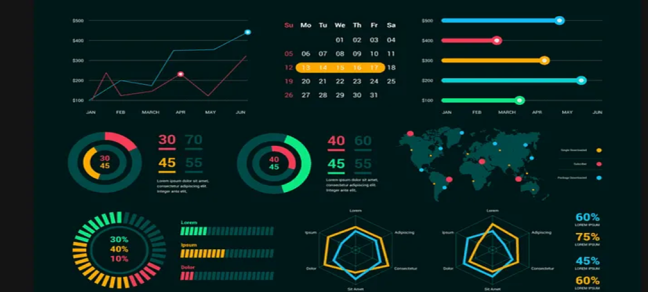 $500
$400
$300
$200
$100
JAN FEB MARCH APR MAY JUN
Su Mo Tu We Th Fr Sa
01 02 03 04
05 06 07 08 09 10 11
12 13 14 15 16 17 18
19 20 21 22 23 24 25
26 27 28 29 30 31
$500
$400
$300
$200
$100
JAN FEB MARCH APR MAY JUN
30
45
30 70
45 55
Lorem ipsum dolor sit amet,
consectetur adipiscing elit.
Integer ante elit,
40
45
40 60
45 55
Lorem ipsum dolor sit amet,
consectetur adipiscing elit.
Integer ante elit,
30%
40%
10%
Lorem
Ipsum
Dolor
Lorem
Ipsum
Adipiscing
Dolor
Consectetur
Sit Amet
Lorem
Ipsum
Adipiscing
Dolor
Consectetur
Sit Amet
60%
LOREM IPSUM
75%
LOREM IPSUM
45%
LOREM IPSUM
60%
LOREM IPSUM